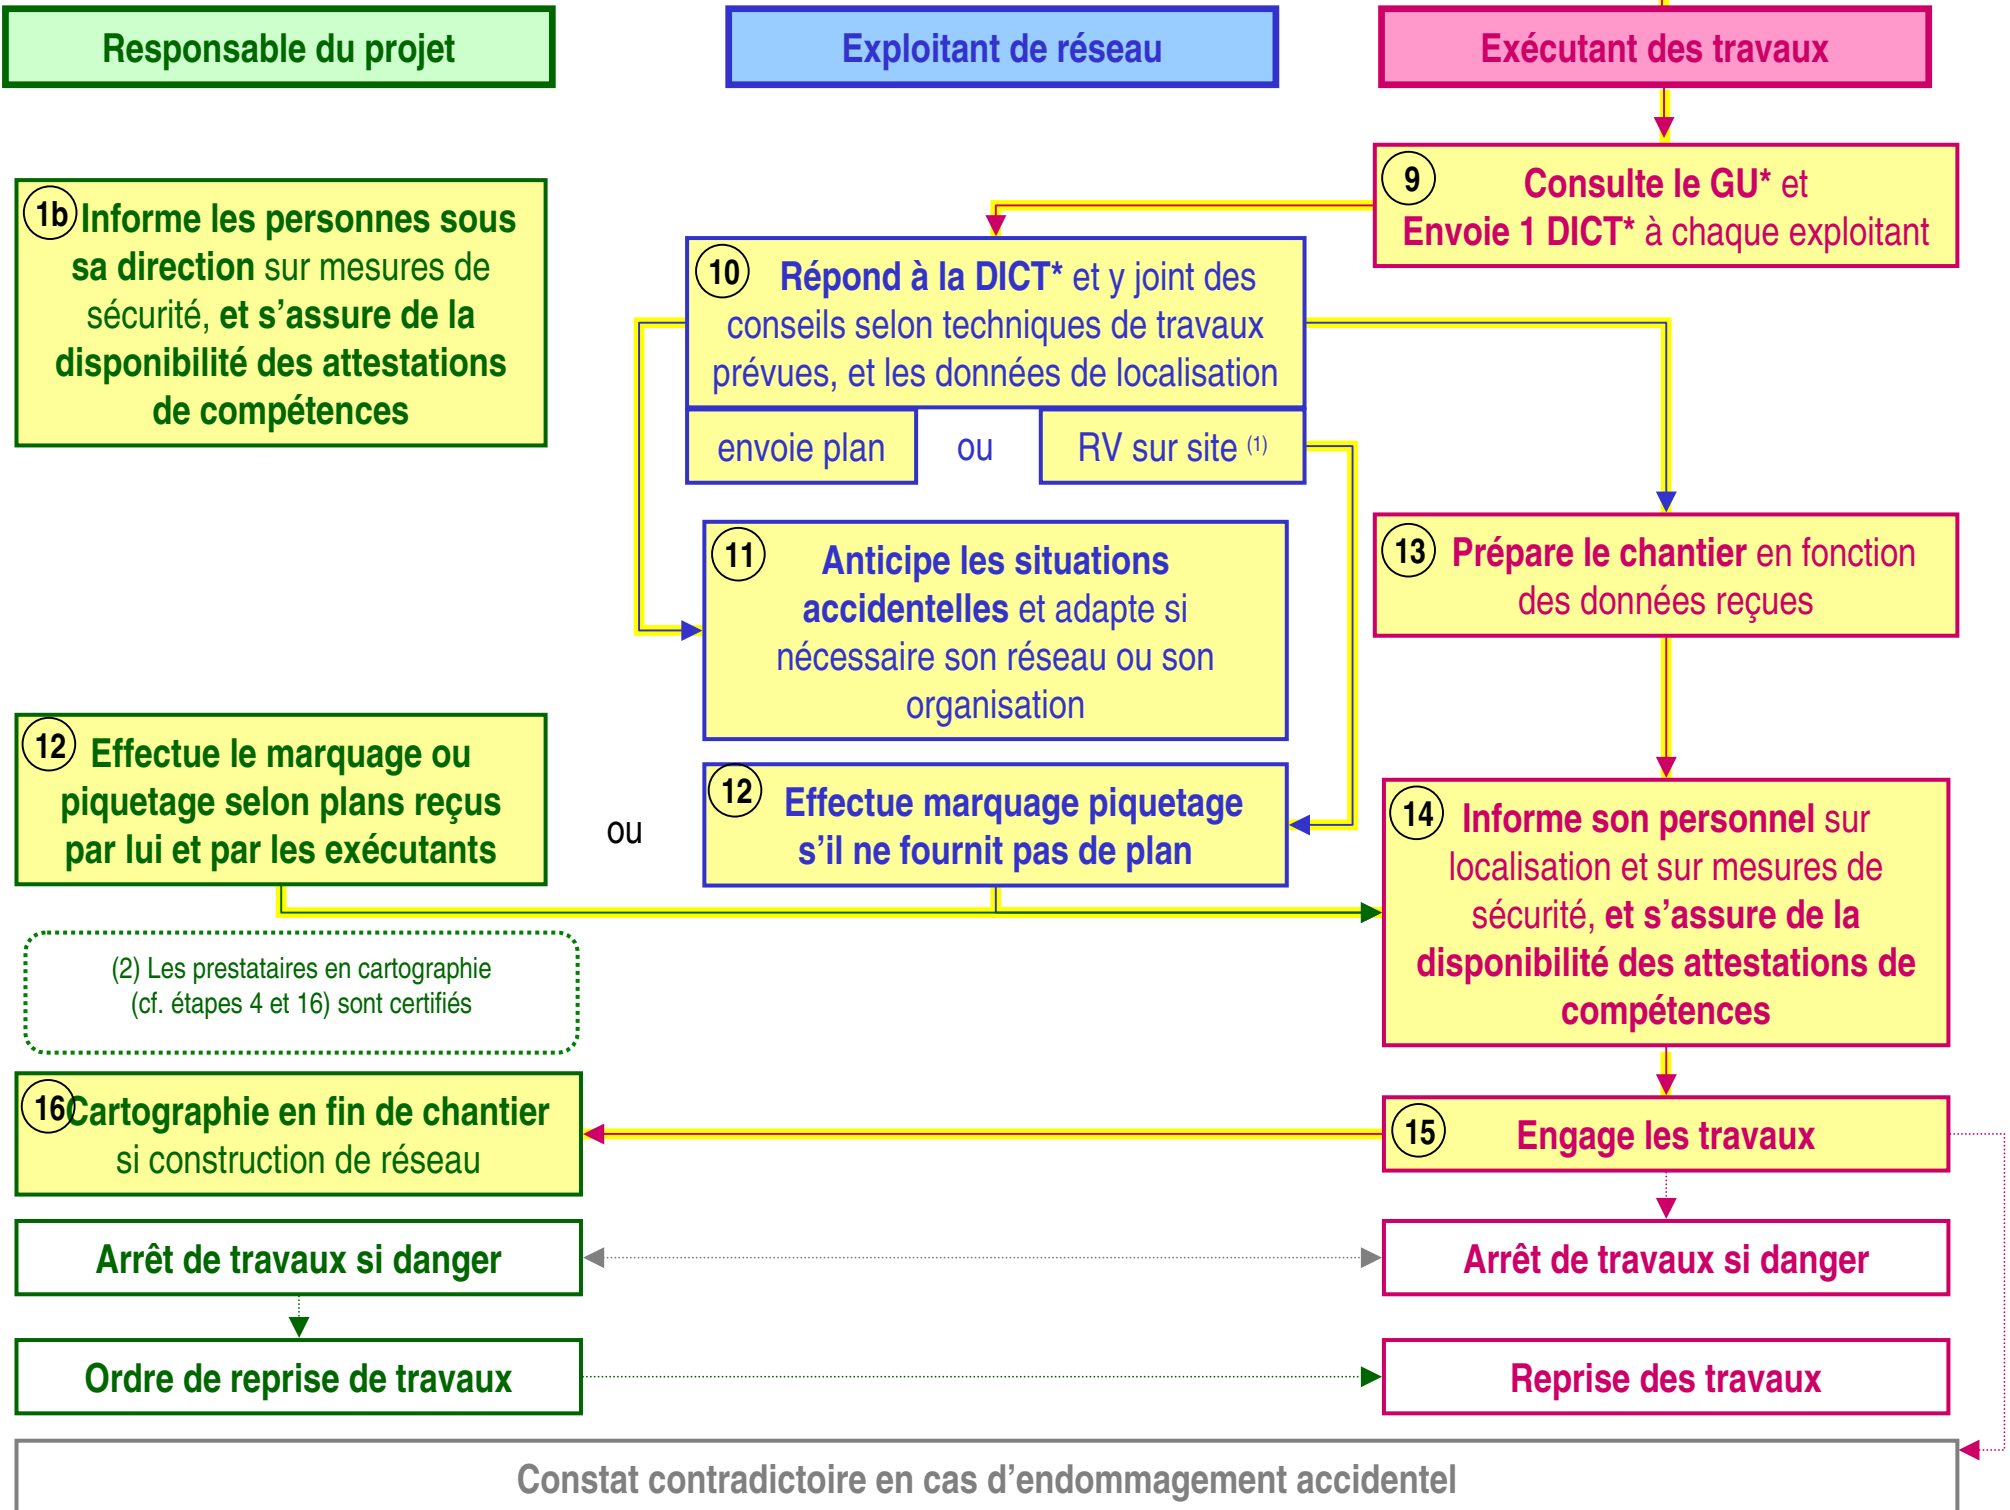 Responsable du projet
Exploitant de réseau
Exécutant des travaux
9
Consulte le GU* et
Envoie 1 DICT* à chaque exploitant
1b Informe les personnes sous
sa direction sur mesures de
sécurité, et s’assure de la
disponibilité des attestations
de compétences
10 Répond à la DICT* et y joint des
conseils selon techniques de travaux
prévues, et les données de localisation
envoie plan
ou
RV sur site (1)
11 Anticipe les situations
accidentelles et adapte si
nécessaire son réseau ou son
organisation
13 Prépare le chantier en fonction
des données reçues
12 Effectue le marquage ou
piquetage selon plans reçus
par lui et par les exécutants
ou
12 Effectue marquage piquetage
s’il ne fournit pas de plan
14 Informe son personnel sur
localisation et sur mesures de
sécurité, et s’assure de la
disponibilité des attestations de
compétences
(2) Les prestataires en cartographie
(cf. étapes 4 et 16) sont certifiés
16 Cartographie en fin de chantier
si construction de réseau
15 Engage les travaux
Arrêt de travaux si danger
Arrêt de travaux si danger
Ordre de reprise de travaux
Reprise des travaux
Constat contradictoire en cas d’endommagement accidentel